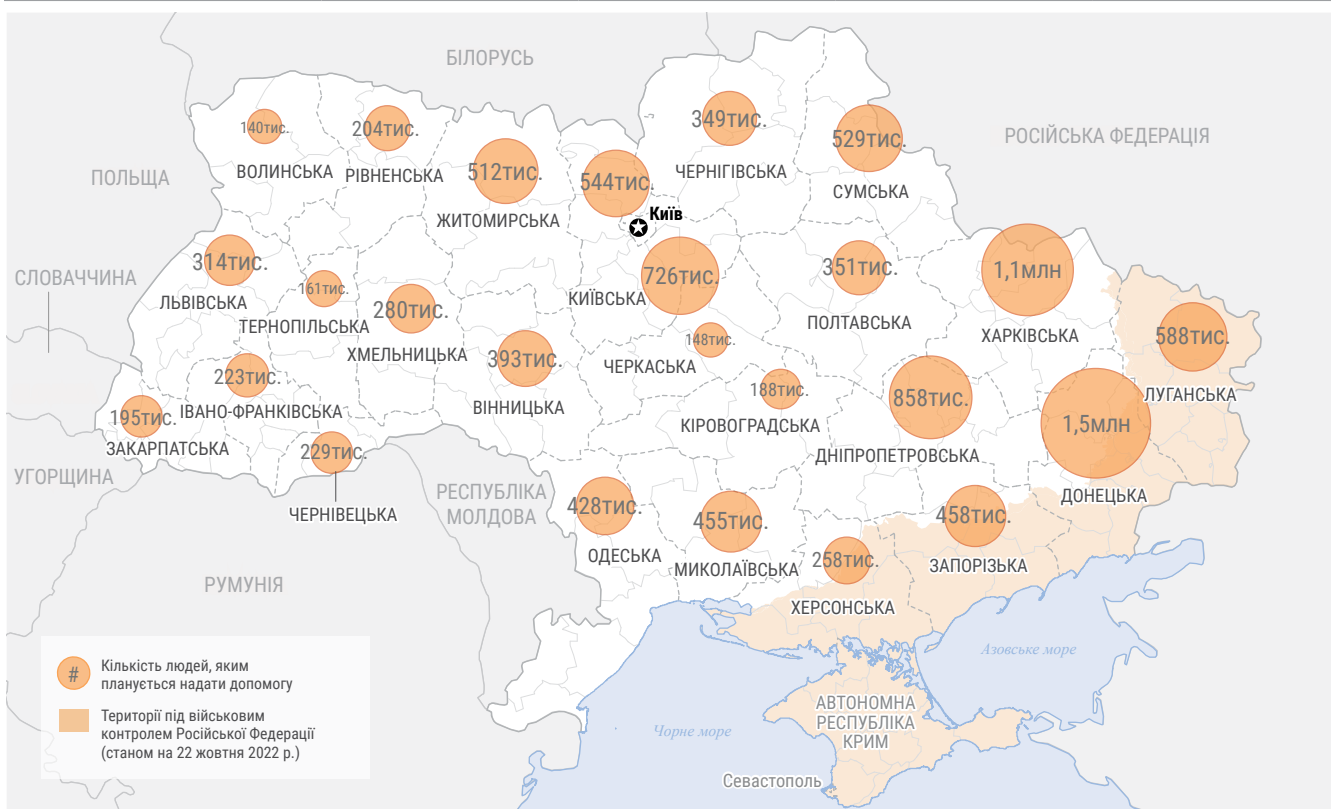 БІЛОРУСЬ
РОСІЙСЬКА ФЕДЕРАЦІЯ
ПОЛЬЩА
СЛОВАЧЧИНА
УГОРЩИНА
РУМУНІЯ
РЕСПУБЛІКА
МОЛДОВА
140тис.
ВОЛИНСЬКА
204тис.
РІВНЕНСЬКА
512тис.
ЖИТОМИРСЬКА
544тис.
Київ
349тис.
ЧЕРНІГІВСЬКА
529тис.
СУМСЬКА
314тис.
ЛЬВІВСЬКА
161тис.
ТЕРНОПІЛЬСЬКА
280тис.
ХМЕЛЬНИЦЬКА
726тис.
КИЇВСЬКА
351тис.
ПОЛТАВСЬКА
1,1млн
ХАРКІВСЬКА
588тис.
ЛУГАНСЬКА
223тис.
ІВАНО-ФРАНКІВСЬКА
393тис.
ВІННИЦЬКА
148тис.
ЧЕРКАСЬКА
188тис.
КІРОВОГРАДСЬКА
858тис.
ДНІПРОПЕТРОВСЬКА
1,5млн
ДОНЕЦЬКА
195тис.
ЗАКАРПАТСЬКА
229тис.
ЧЕРНІВЕЦЬКА
428тис.
ОДЕСЬКА
455тис.
МИКОЛАЇВСЬКА
258тис.
ХЕРСОНСЬКА
458тис.
ЗАПОРІЗЬКА
Азовське море
Чорне море
АВТОНОМНА
РЕСПУБЛІКА
КРИМ
Севастополь
#
Кількість людей, яким
планується надати допомогу
Території під військовим
контролем Російської Федерації
(станом на 22 жовтня 2022 р.)